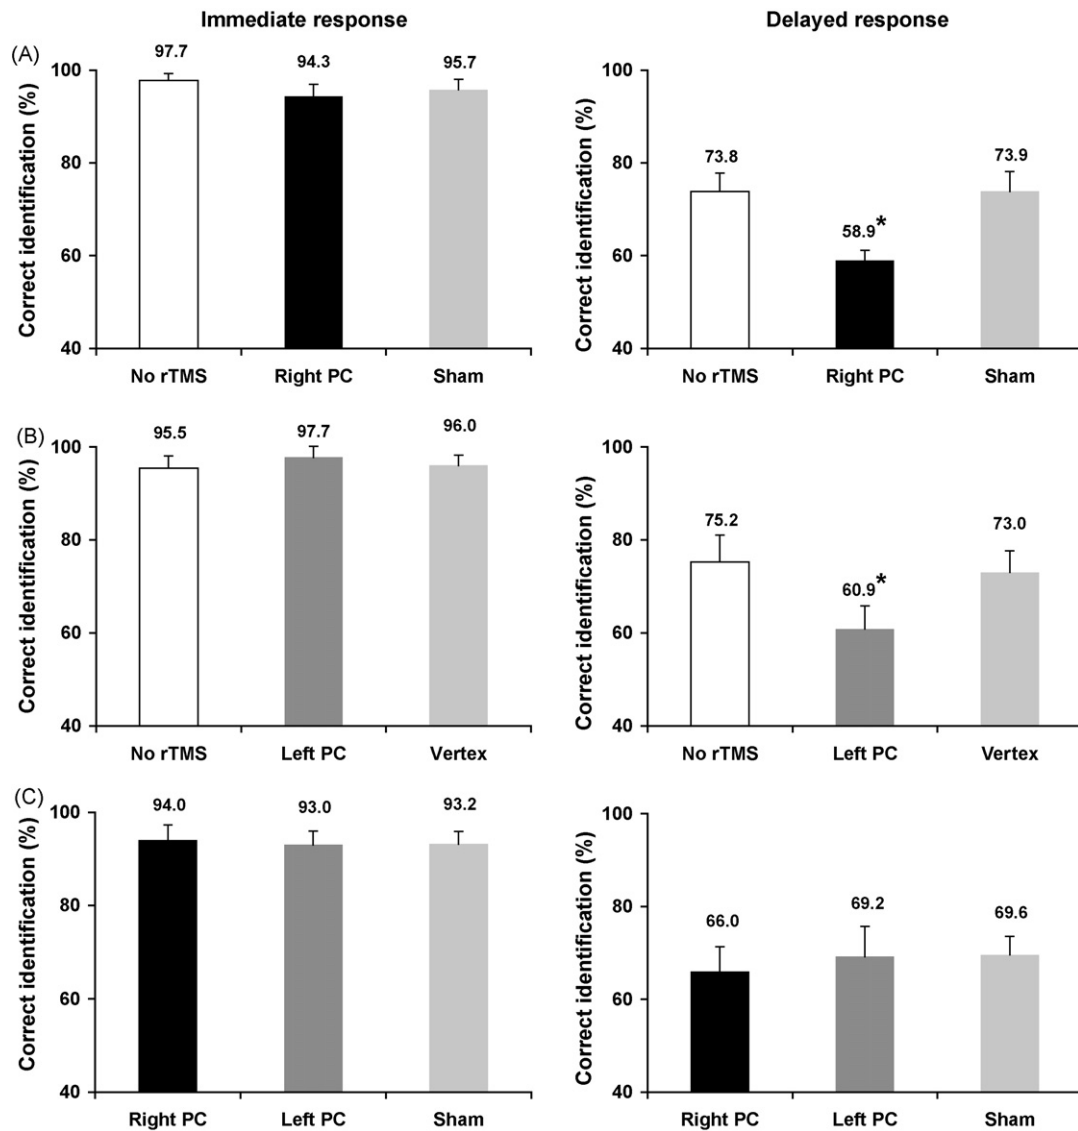 Immediate response
Delayed response
(A)
97.7
94.3
95.7
100
80
60
40
Correct identification (%)
No rTMS
Right PC
Sham
73.8
58.9*
73.9
100
80
60
40
Correct identification (%)
No rTMS
Right PC
Sham
(B)
95.5
97.7
96.0
100
80
60
40
Correct identification (%)
No rTMS
Left PC
Vertex
75.2
60.9*
73.0
100
80
60
40
Correct identification (%)
No rTMS
Left PC
Vertex
(C)
94.0
93.0
93.2
100
80
60
40
Correct identification (%)
Right PC
Left PC
Sham
66.0
69.2
69.6
100
80
60
40
Correct identification (%)
Right PC
Left PC
Sham